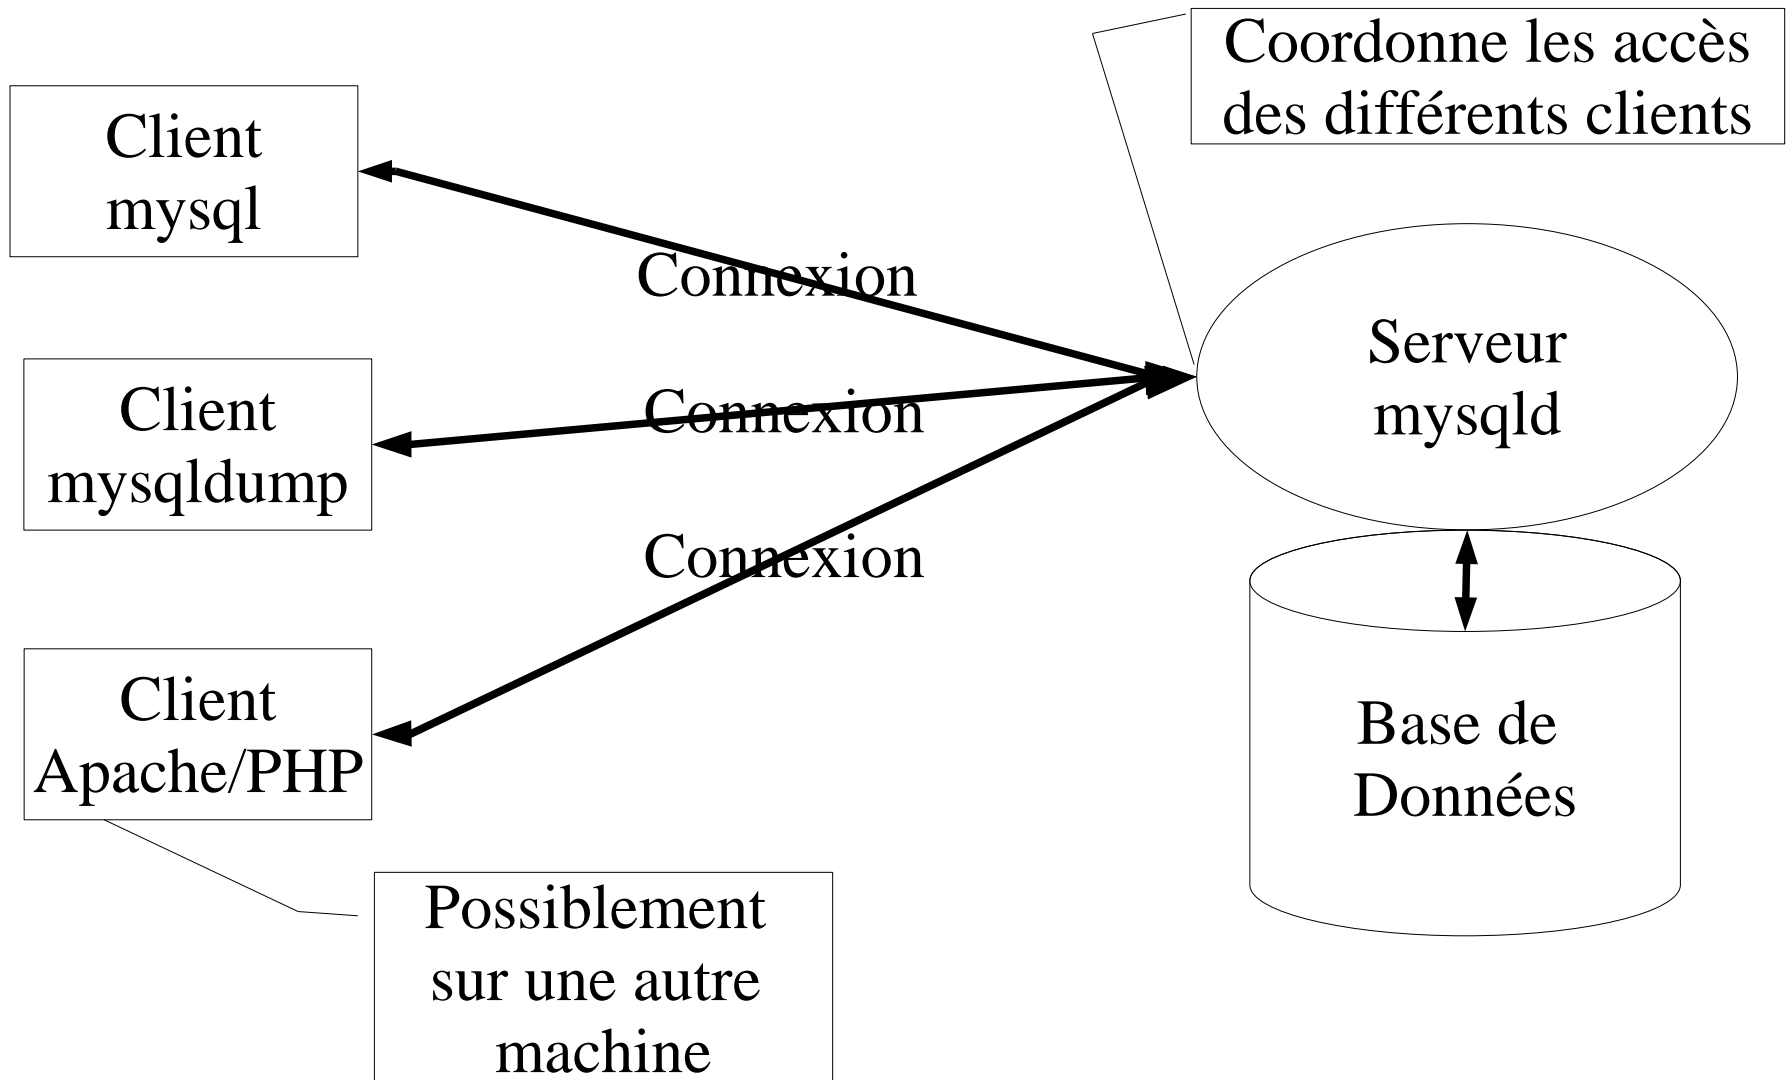 Coordonne les accès
des différents clients
Client
mysql
Connexion
Serveur
mysqld
Client
mysqldump
Connexion
Connexion
Client
Apache/PHP
Base de
Données
Possiblement
sur une autre
machine